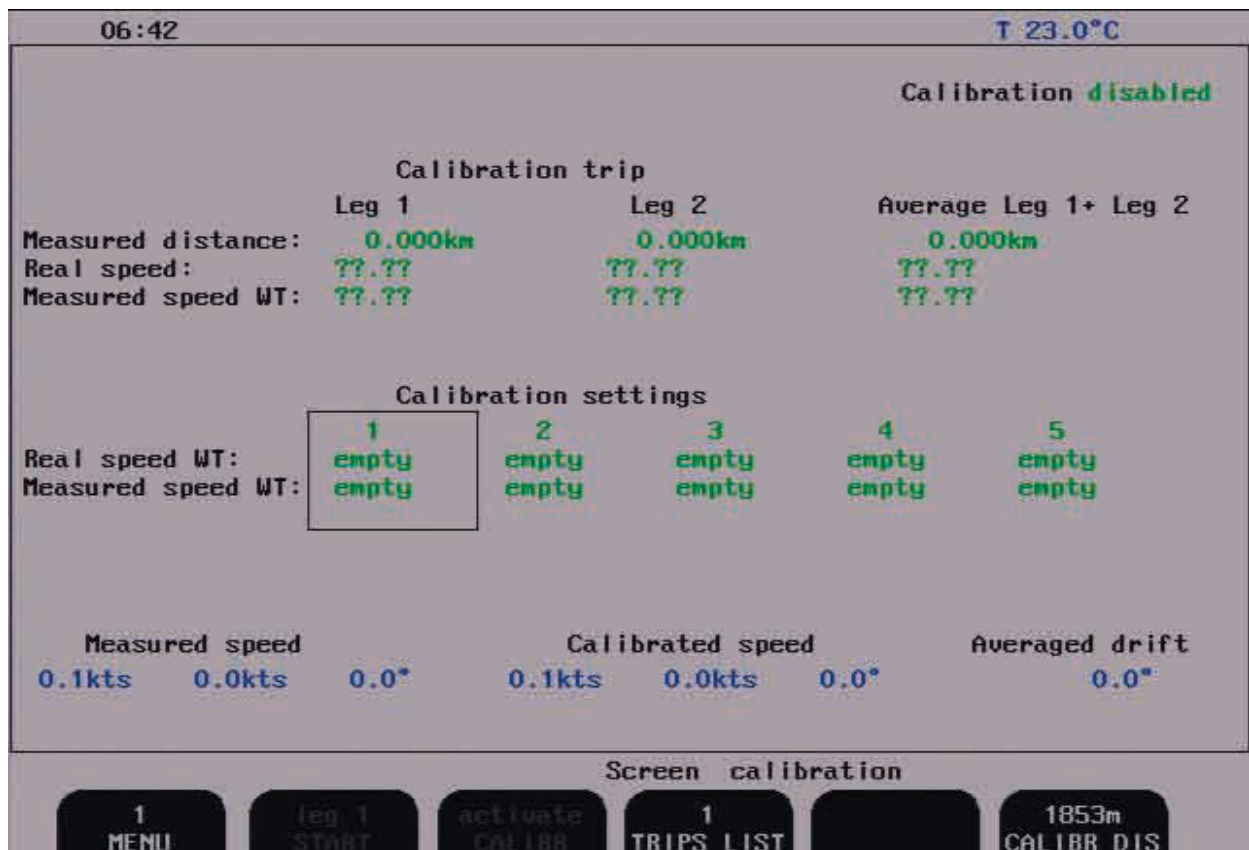 06:42 T 23.0°C
Calibration disabled
Calibration trip
Leg 1 Leg 2 Average Leg 1+ Leg 2
Measured distance: 0.000km 0.000km 0.000km
Real speed: ??.?? ??.?? ??.??
Measured speed WT: ??.?? ??.?? ??.??
Calibration settings
1 2 3 4 5
Real speed WT: empty empty empty empty empty
Measured speed WT: empty empty empty empty empty
Measured speed Calibrated speed Averaged drift
0.1kts 0.0kts 0.0° 0.1kts 0.0kts 0.0° 0.0°
Screen calibration
1 leg 1 activate 1 1853m
MENU START CALIBR TRIPS LIST CALIBR DIS